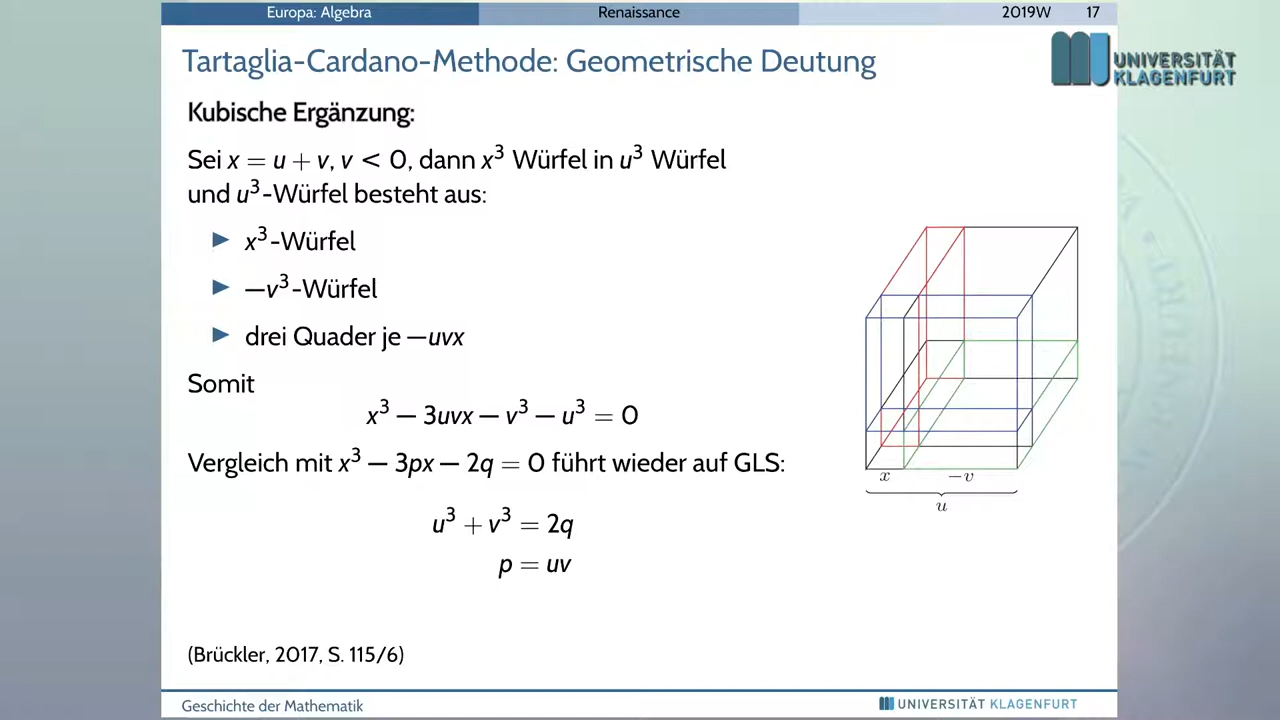 Europa: Algebra Renaissance 2019W 17
Tartaglia-Cardano-Methode: Geometrische Deutung
UNIVERSITÄT
KLAGENFURT
Kubische Ergänzung:
Sei x = u + v, v < 0, dann x³ Würfel in u³ Würfel
und u³-Würfel besteht aus:
▶ x³-Würfel
▶ −v³-Würfel
▶ drei Quader je −uvx
Somit
x³ − 3uvx − v³ − u³ = 0
Vergleich mit x³ − 3px − 2q = 0 führt wieder auf GLS:
u³ + v³ = 2q
p = uv
x −v
u
(Brückler, 2017, S. 115/6)
Geschichte der Mathematik UNIVERSITÄT KLAGENFURT